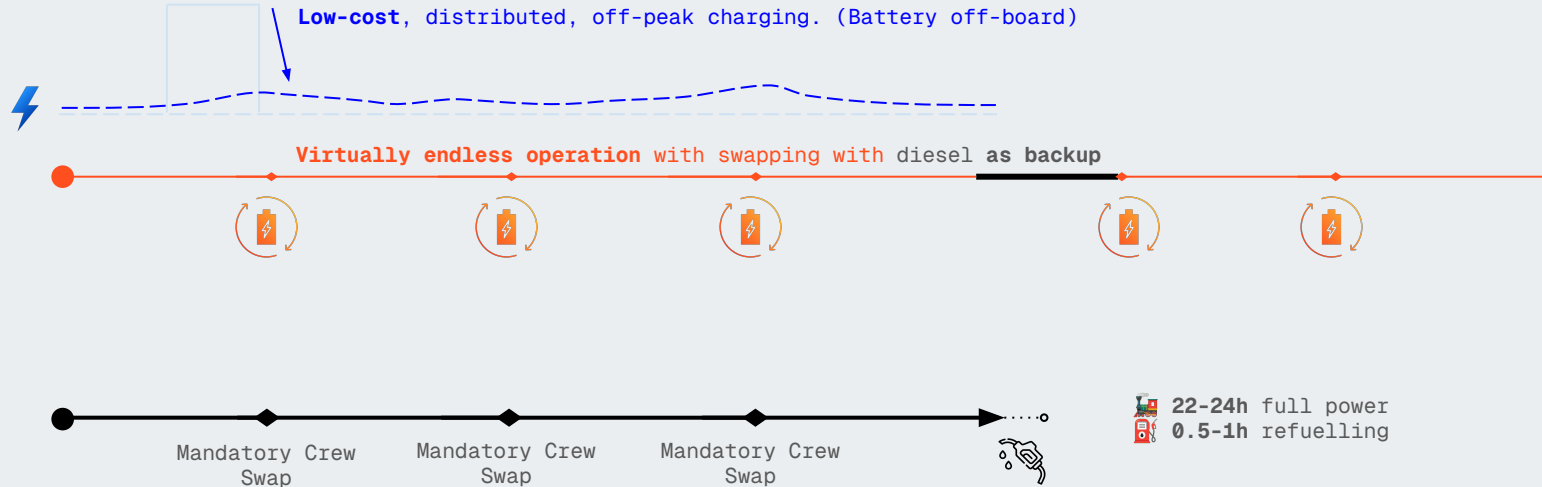 Low-cost, distributed, off-peak charging. (Battery off-board)
Virtually endless operation with swapping with diesel as backup
22-24h full power
0.5-1h refuelling
Mandatory Crew
Swap
Mandatory Crew
Swap
Mandatory Crew
Swap